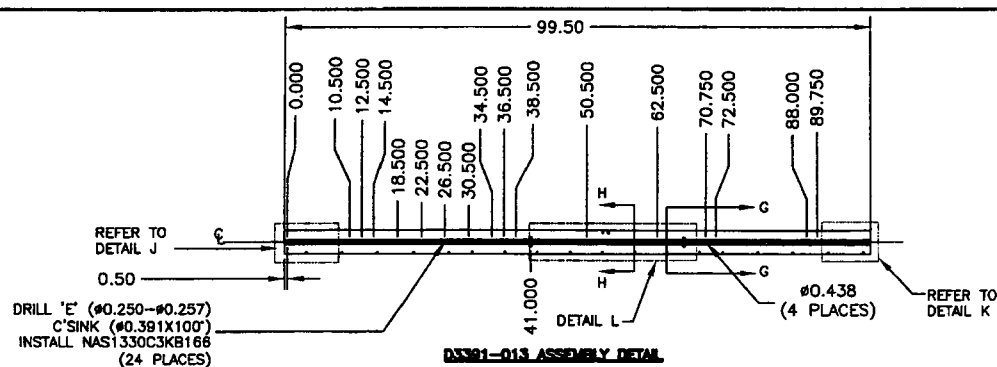 99.50
0.000
10.500
12.500
14.500
18.500
22.500
26.500
30.500
34.500
36.500
38.500
50.500
62.500
70.750
72.500
88.000
89.750
H
G
REFER TO
DETAIL J
℄
0.50
41.000
H
G
DETAIL L
ø0.438
(4 PLACES)
REFER TO
DETAIL K
DRILL 'E' (ø0.250-ø0.257)
C'SINK (ø0.391X100°)
INSTALL NAS1330C3KB166
(24 PLACES)
D3391-013 ASSEMBLY DETAIL